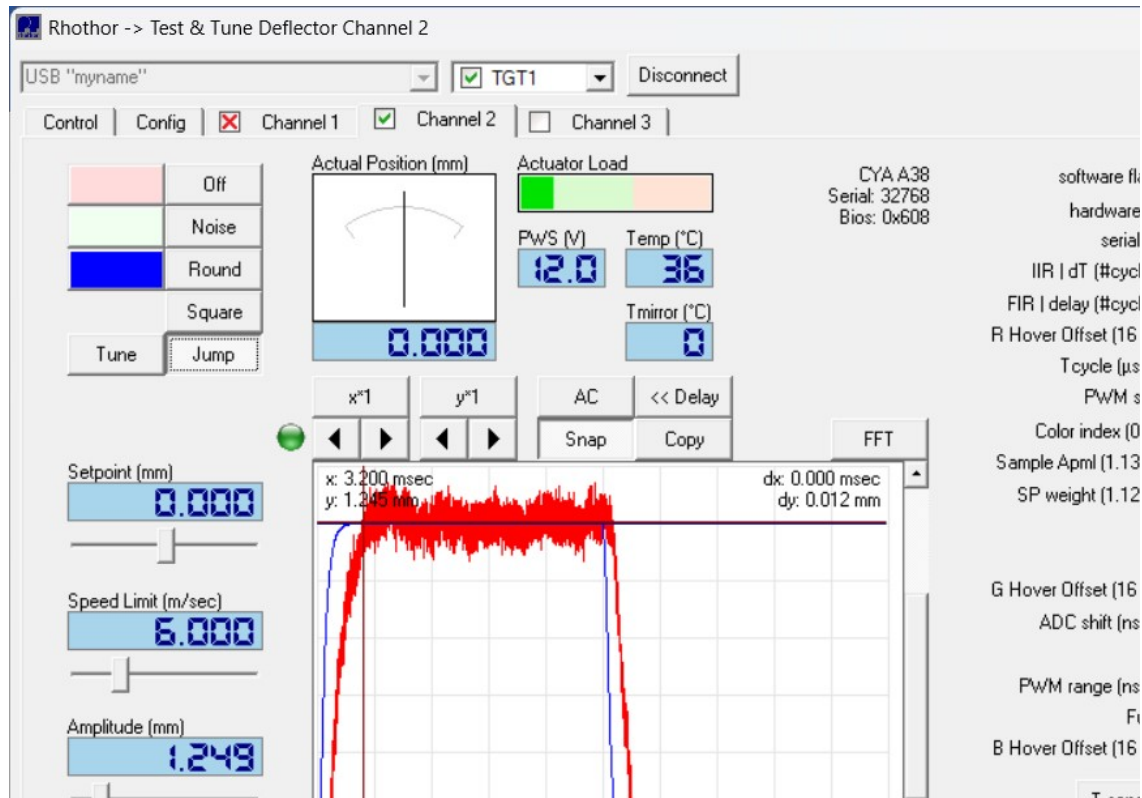 Rhothor -> Test & Tune Deflector Channel 2
USB "myname"
TGT1
Disconnect
Control
Config
Channel 1
Channel 2
Channel 3
Off
Noise
Round
Square
Tune
Jump
Actual Position (mm)
0.000
Actuator Load
PWS (V)
12.0
Temp (°C)
36
Tmirror (°C)
0
CYA A38
Serial: 32768
Bios: 0x608
x*1
y*1
AC
<< Delay
Snap
Copy
FFT
x: 3.200 msec
y: 1.245 mm
dx: 0.000 msec
dy: 0.012 mm
Setpoint (mm)
0.000
Speed Limit (m/sec)
6.000
Amplitude (mm)
1.249
software fla
hardware
serial
IIR | dT (#cycl
FIR | delay (#cycl
R Hover Offset (16
Tcycle (µs
PWM s
Color index (0
Sample Apml (1.13
SP weight (1.12
G Hover Offset (16
ADC shift (ns
PWM range (ns
Fu
B Hover Offset (16